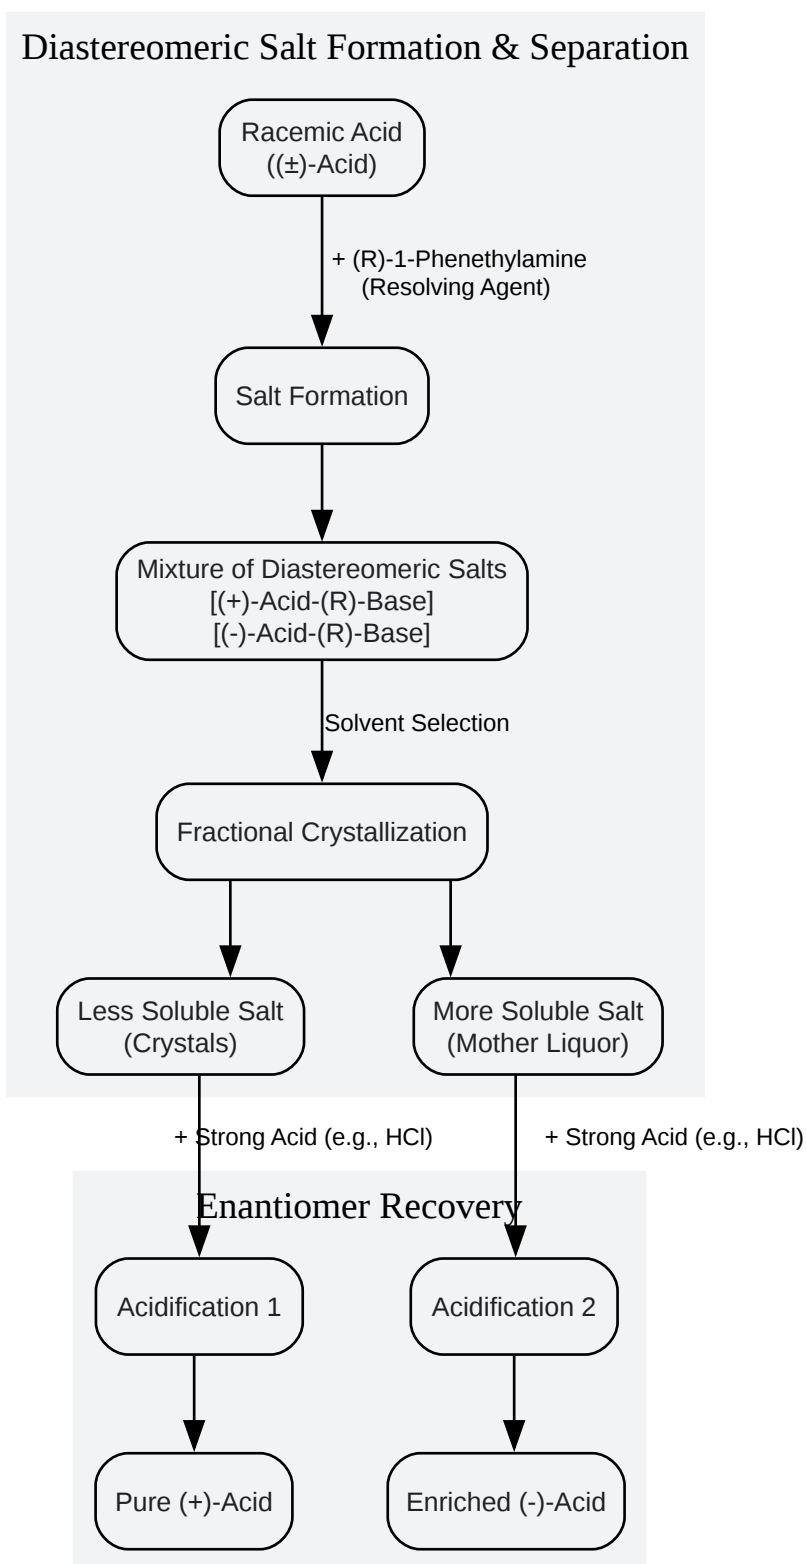 Diastereomeric Salt Formation & Separation
Racemic Acid
((±)-Acid)
+ (R)-1-Phenethylamine
(Resolving Agent)
Salt Formation
Mixture of Diastereomeric Salts
[(+)-Acid-(R)-Base]
[(-)-Acid-(R)-Base]
Solvent Selection
Fractional Crystallization
Less Soluble Salt
(Crystals)
More Soluble Salt
(Mother Liquor)
+ Strong Acid (e.g., HCl)
+ Strong Acid (e.g., HCl)
Enantiomer Recovery
Acidification 1
Acidification 2
Pure (+)-Acid
Enriched (-)-Acid